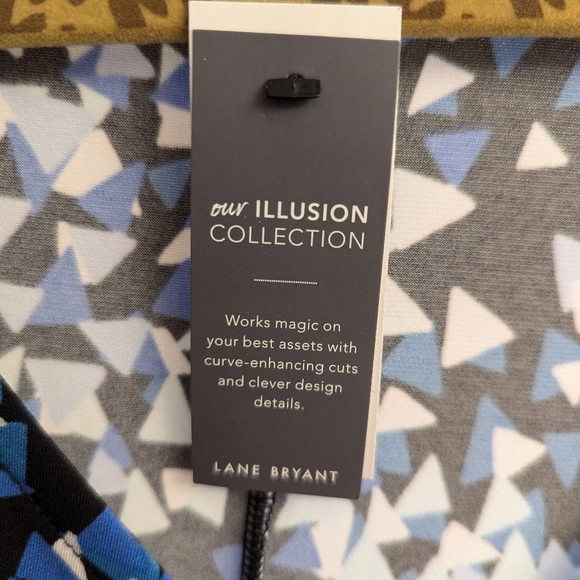 our ILLUSION
COLLECTION
Works magic on
your best assets with
curve-enhancing cuts
and clever design
details.
LANE BRYANT